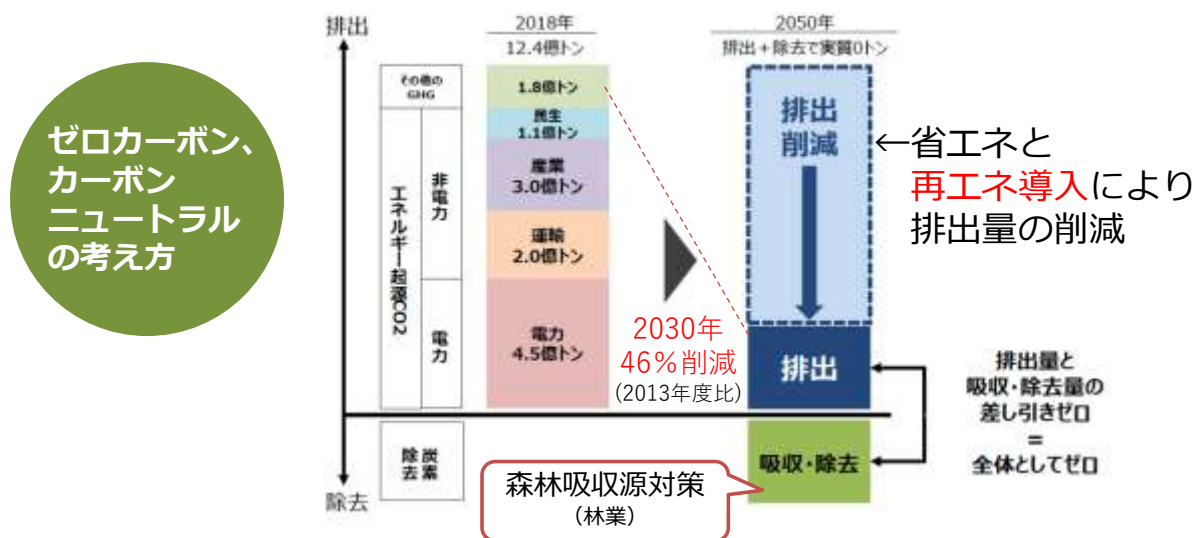 ゼロカーボン、
カーボン
ニュートラル
の考え方
排出
除去
2018年
12.4億トン
その他の
GHG
エネルギー起源CO2
非電力
電力
炭素
除去
1.8億トン
民生
1.1億トン
産業
3.0億トン
運輸
2.0億トン
電力
4.5億トン
2030年
46%削減
(2013年度比)
2050年
排出+除去で実質0トン
排出
削減
排出
吸収・除去
←省エネと
再エネ導入により
排出量の削減
排出量と
吸収・除去量の
差し引きゼロ
=
全体としてゼロ
森林吸収源対策
(林業)